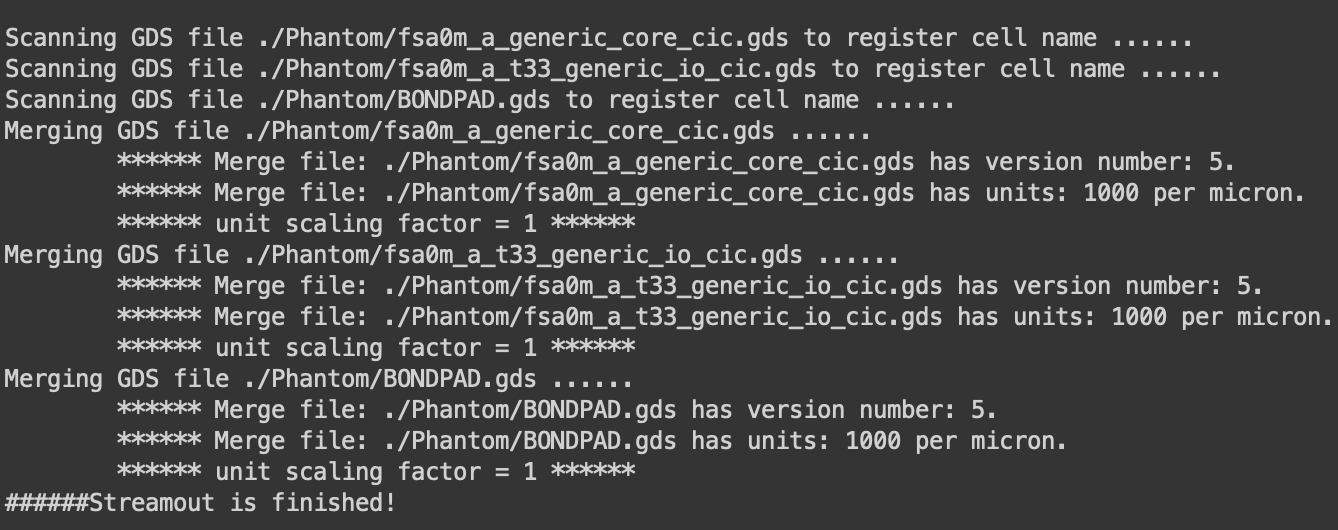 Scanning GDS file ./Phantom/fsa0m_a_generic_core_cic.gds to register cell name ......
Scanning GDS file ./Phantom/fsa0m_a_t33_generic_io_cic.gds to register cell name ......
Scanning GDS file ./Phantom/BONDPAD.gds to register cell name ......
Merging GDS file ./Phantom/fsa0m_a_generic_core_cic.gds ......
        ****** Merge file: ./Phantom/fsa0m_a_generic_core_cic.gds has version number: 5.
        ****** Merge file: ./Phantom/fsa0m_a_generic_core_cic.gds has units: 1000 per micron.
        ****** unit scaling factor = 1 ******
Merging GDS file ./Phantom/fsa0m_a_t33_generic_io_cic.gds ......
        ****** Merge file: ./Phantom/fsa0m_a_t33_generic_io_cic.gds has version number: 5.
        ****** Merge file: ./Phantom/fsa0m_a_t33_generic_io_cic.gds has units: 1000 per micron.
        ****** unit scaling factor = 1 ******
Merging GDS file ./Phantom/BONDPAD.gds ......
        ****** Merge file: ./Phantom/BONDPAD.gds has version number: 5.
        ****** Merge file: ./Phantom/BONDPAD.gds has units: 1000 per micron.
        ****** unit scaling factor = 1 ******
######Streamout is finished!